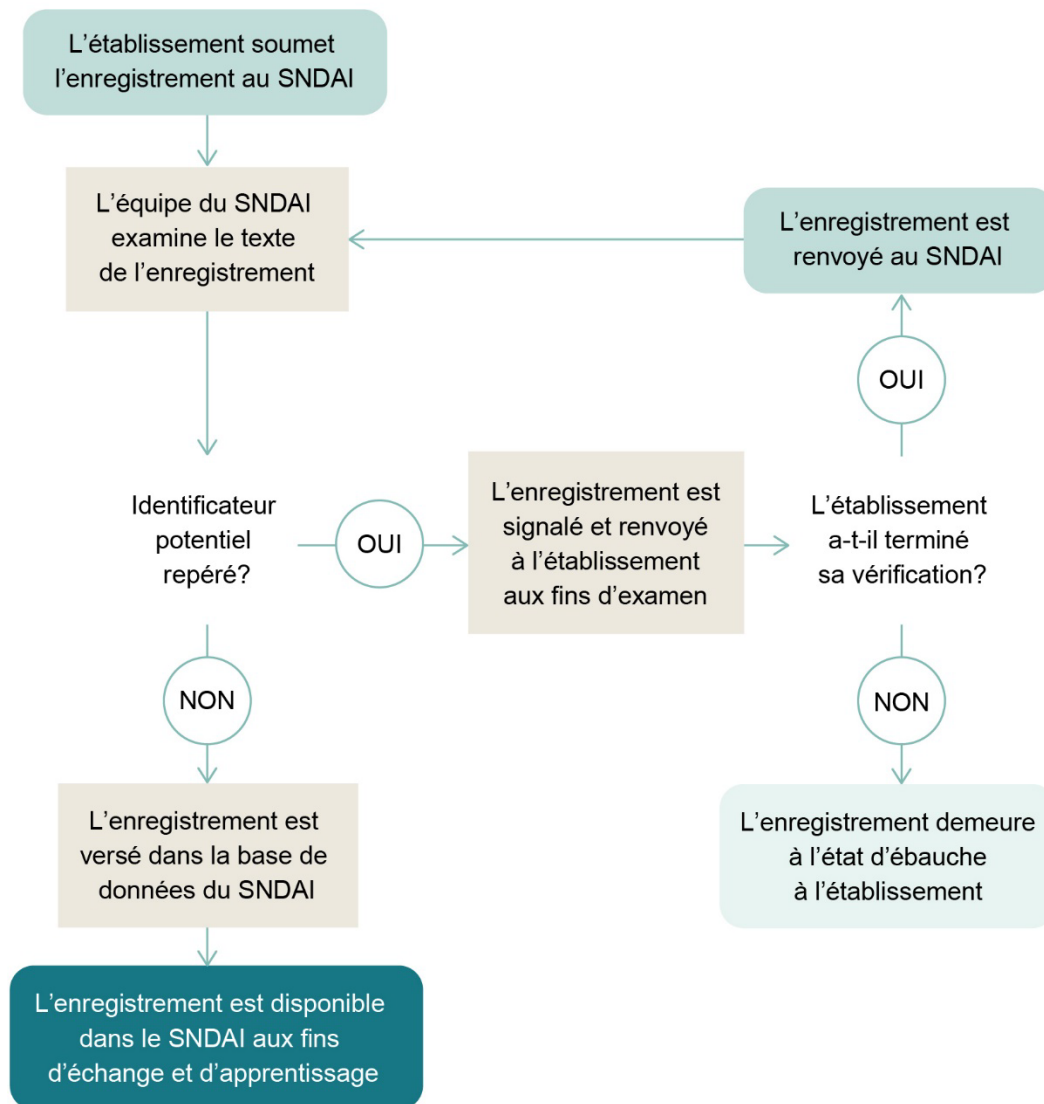 L’établissement soumet
l’enregistrement au SNDAI
L’équipe du SNDAI
examine le texte
de l’enregistrement
L’enregistrement est
renvoyé au SNDAI
OUI
Identificateur
potentiel
repéré?
OUI
L’enregistrement est
signalé et renvoyé
à l’établissement
aux fins d’examen
L’établissement
a-t-il terminé
sa vérification?
NON
NON
L’enregistrement est
versé dans la base de
données du SNDAI
L’enregistrement demeure
à l’état d’ébauche
à l’établissement
L’enregistrement est disponible
dans le SNDAI aux fins
d’échange et d’apprentissage